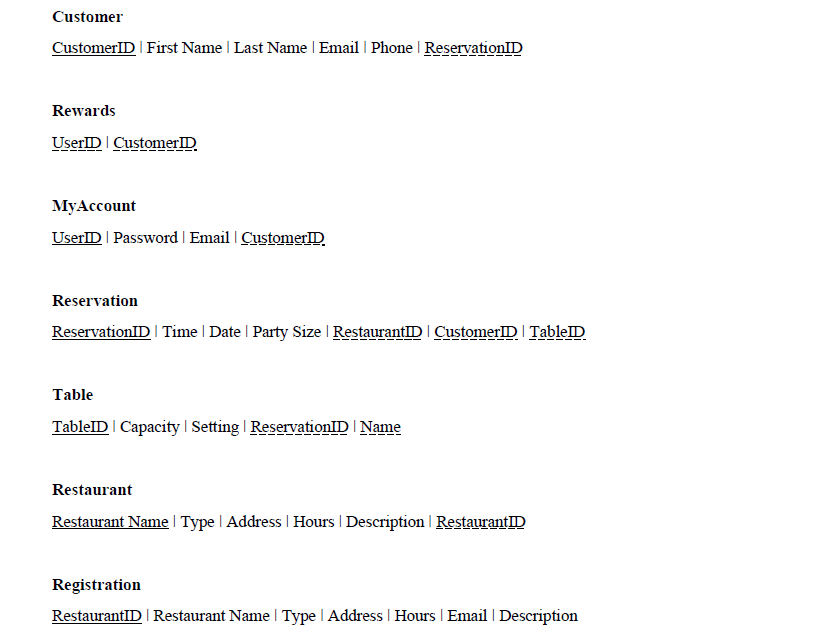 Customer
CustomerID | First Name | Last Name | Email | Phone | ReservationID
Rewards
UserID | CustomerID
MyAccount
UserID | Password | Email | CustomerID
Reservation
ReservationID | Time | Date | Party Size | RestaurantID | CustomerID | TableID
Table
TableID | Capacity | Setting | ReservationID | Name
Restaurant
Restaurant Name | Type | Address | Hours | Description | RestaurantID
Registration
RestaurantID | Restaurant Name | Type | Address | Hours | Email | Description